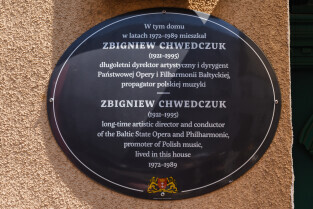 W tym domu
w latach 1972-1989 mieszkał
ZBIGNIEW CHWEDCZUK
(1921-1995)
długoletni dyrektor artystyczny i dyrygent
Państwowej Opery i Filharmonii Bałtyckiej,
propagator polskiej muzyki
ZBIGNIEW CHWEDCZUK
(1921-1995)
long-time artistic director and conductor
of the Baltic State Opera and Philharmonic,
promoter of Polish music,
lived in this house
1972-1989